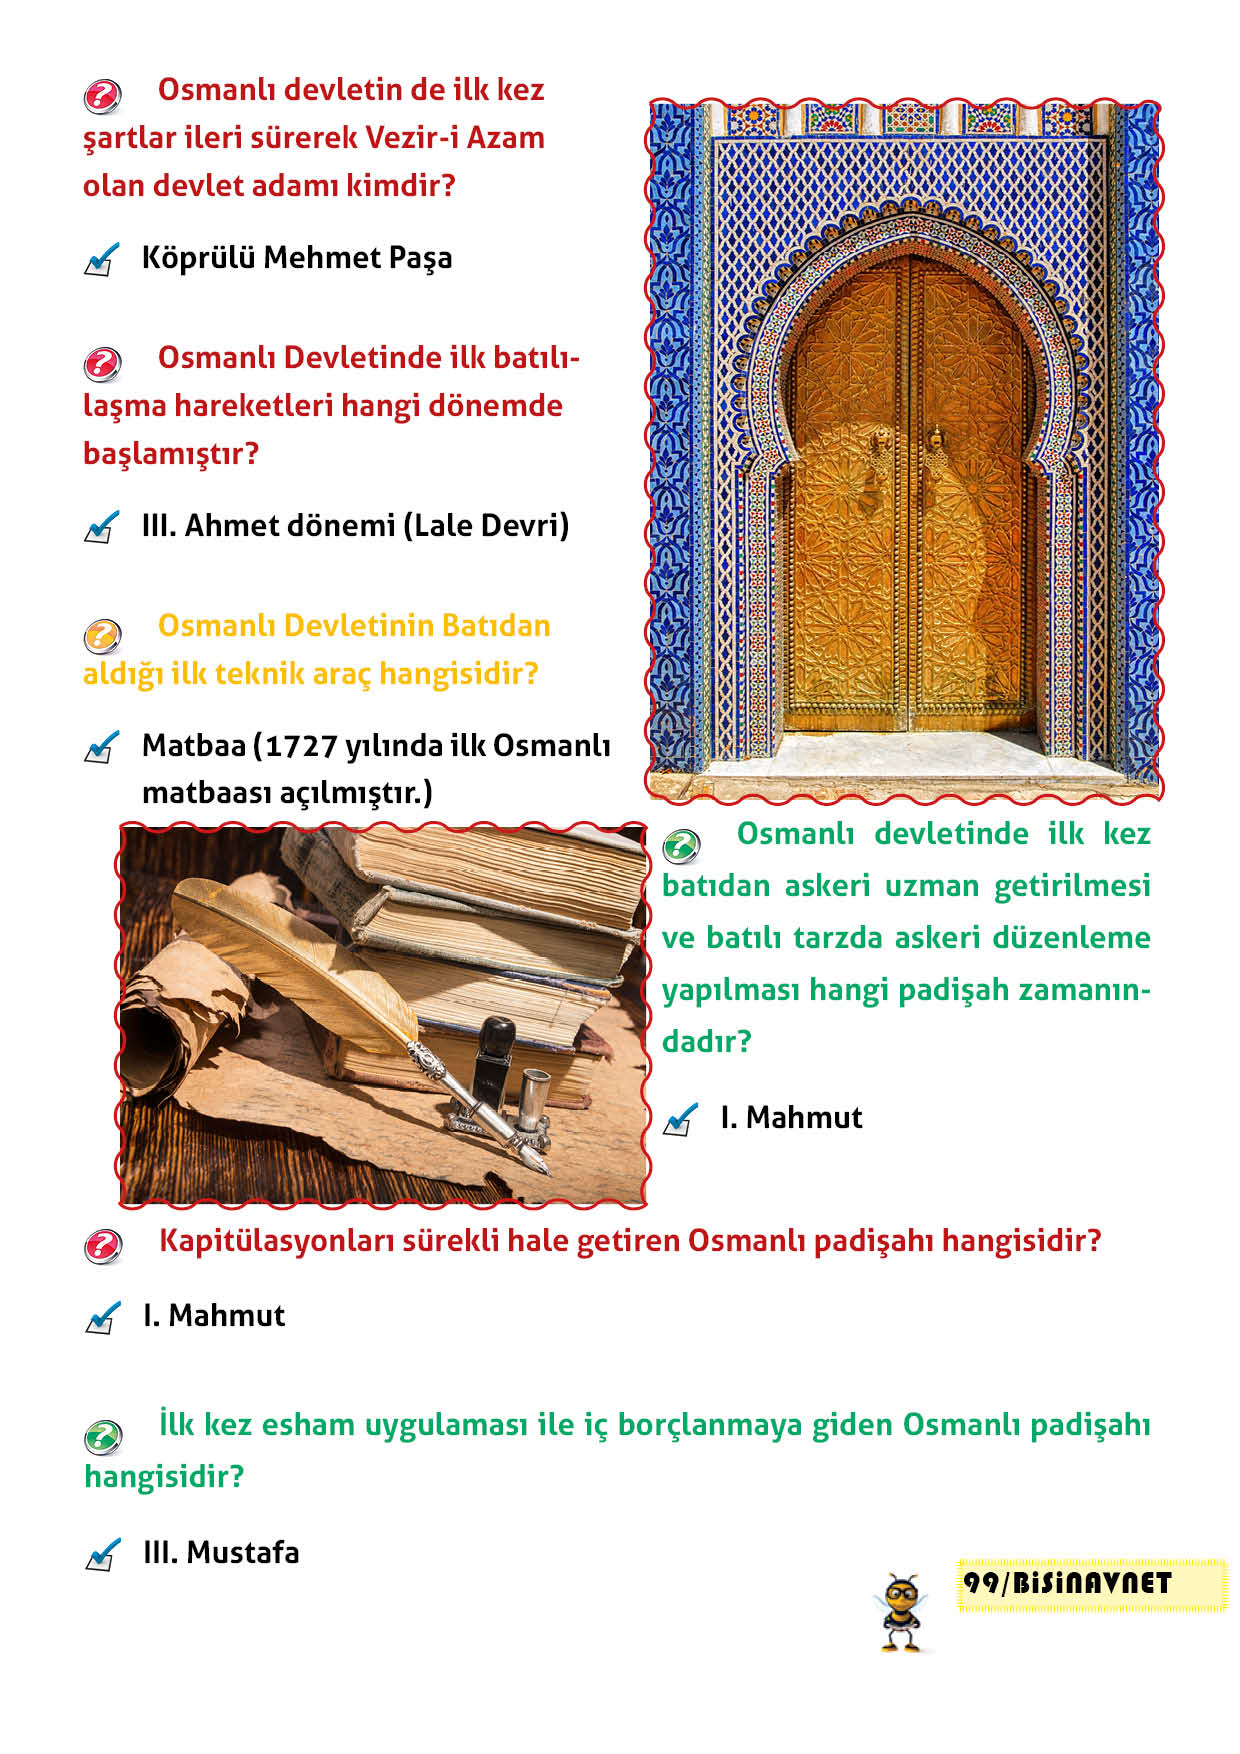 Osmanlı devletin de ilk kez
şartlar ileri sürerek Vezir-i Azam
olan devlet adamı kimdir?
Köprülü Mehmet Paşa
Osmanlı Devletinde ilk batılı-
laşma hareketleri hangi dönemde
başlamıştır?
III. Ahmet dönemi (Lale Devri)
Osmanlı Devletinin Batıdan
aldığı ilk teknik araç hangisidir?
Matbaa (1727 yılında ilk Osmanlı
matbaası açılmıştır.)
Osmanlı devletinde ilk kez
batıdan askeri uzman getirilmesi
ve batılı tarzda askeri düzenleme
yapılması hangi padişah zamanın-
dadır?
I. Mahmut
Kapitülasyonları sürekli hale getiren Osmanlı padişahı hangisidir?
I. Mahmut
İlk kez esham uygulaması ile iç borçlanmaya giden Osmanlı padişahı
hangisidir?
III. Mustafa
99/BiSiNAVNET